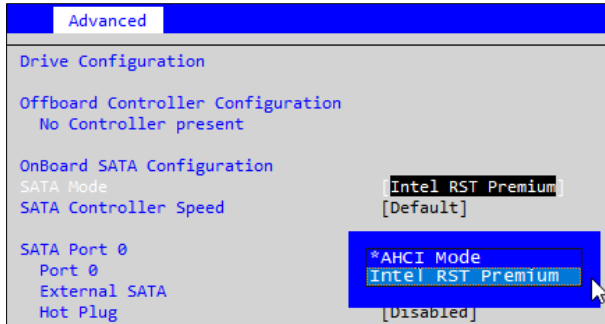 Advanced
Drive Configuration
Offboard Controller Configuration
No Controller present
OnBoard SATA Configuration
SATA Mode [Intel RST Premium]
SATA Controller Speed [Default]
SATA Port 0
*AHCI Mode
Port 0
Intel RST Premium
External SATA
Hot Plug [Disabled]